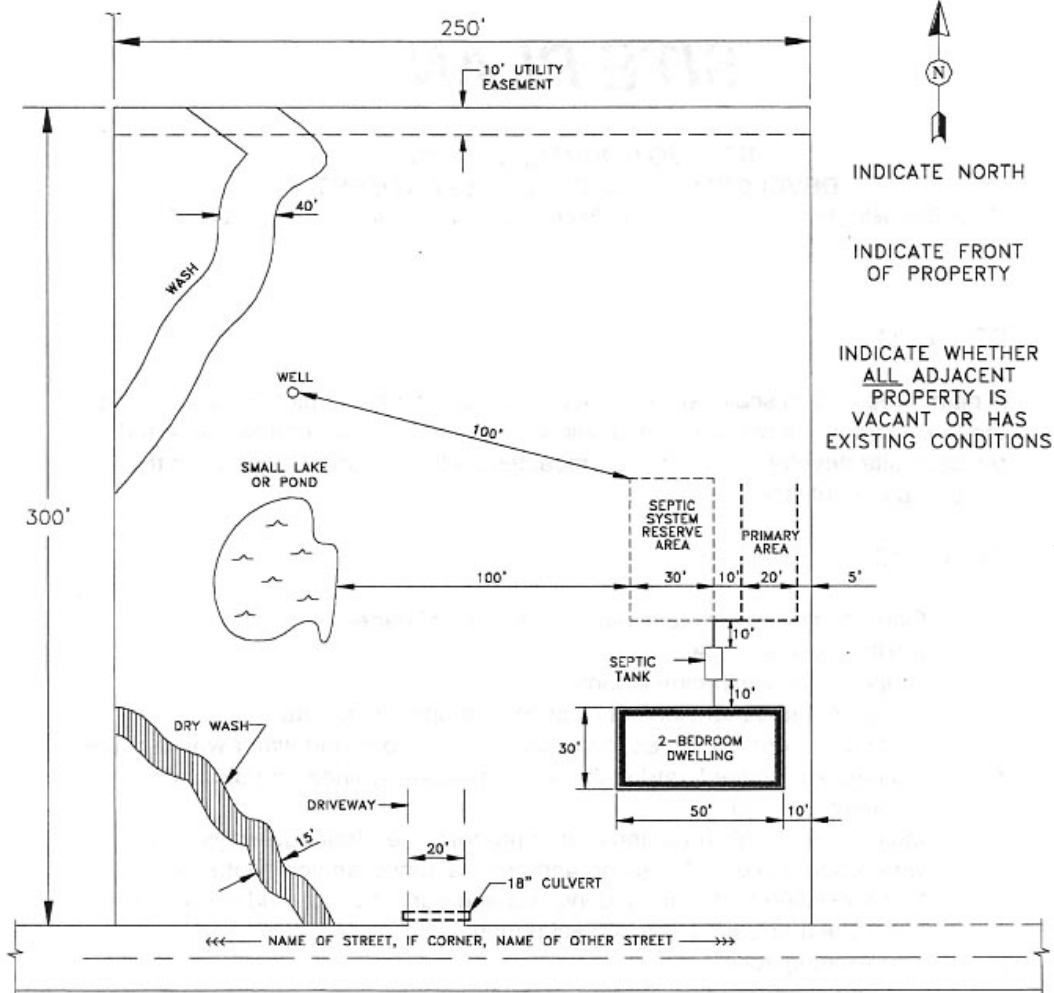 250'
10' UTILITY
EASEMENT
N
INDICATE NORTH
40'
INDICATE FRONT
OF PROPERTY
WASH
INDICATE WHETHER
ALL ADJACENT
PROPERTY IS
VACANT OR HAS
EXISTING CONDITIONS
WELL
100'
SMALL LAKE
OR POND
SEPTIC
SYSTEM
RESERVE
AREA
PRIMARY
AREA
300'
100'
30'
10'
20'
5'
10'
SEPTIC
TANK
10'
DRY WASH
30'
2-BEDROOM
DWELLING
DRIVEWAY
50'
10'
15'
20'
18" CULVERT
NAME OF STREET, IF CORNER, NAME OF OTHER STREET